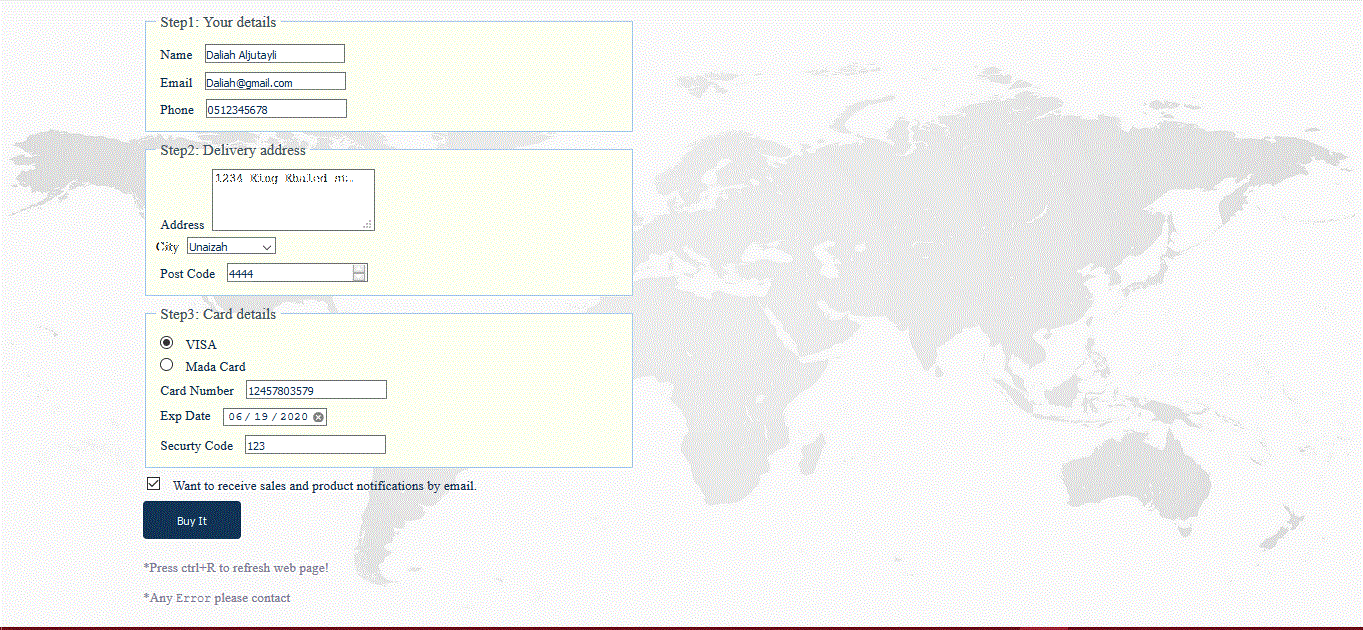 Step1: Your details
Name Daliah Aljutayli
Email Daliah@gmail.com
Phone 0512345678
Step2: Delivery address
1234 King Khaled st.
Address
City Unaizah
Post Code 4444
Step3: Card details
VISA
Mada Card
Card Number 12457803579
Exp Date 06 / 19 / 2020
Securty Code 123
Want to receive sales and product notifications by email.
Buy It
*Press ctrl+R to refresh web page!
*Any Error please contact